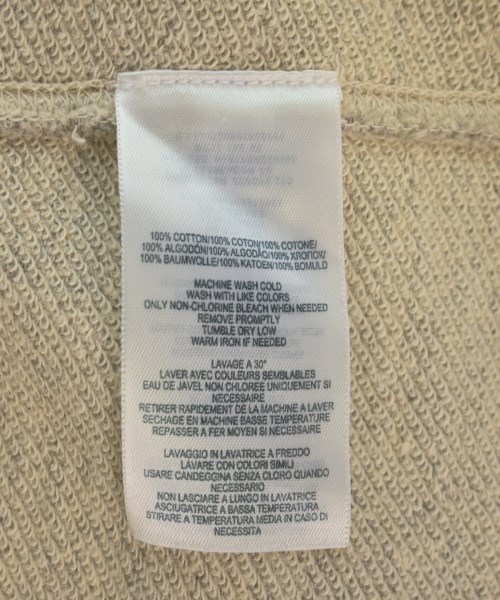 100% COTTON/100% COTON/100% COTONE/
100% ALGODÓN/100% ALGODÃO/100% ХЛОПОК/
100% BAUMWOLLE/100% KATOEN/100% BOMULD
MACHINE WASH COLD
WASH WITH LIKE COLORS
ONLY NON-CHLORINE BLEACH WHEN NEEDED
REMOVE PROMPTLY
TUMBLE DRY LOW
WARM IRON IF NEEDED
LAVAGE A 30°
LAVER AVEC COULEURS SEMBLABLES
EAU DE JAVEL NON CHLOREE UNIQUEMENT SI
NECESSAIRE
RETIRER RAPIDEMENT DE LA MACHINE A LAVER
SECHAGE EN MACHINE BASSE TEMPERATURE
REPASSER A FER MOYEN SI NECESSAIRE
LAVAGGIO IN LAVATRICE A FREDDO
LAVARE CON COLORI SIMILI
USARE CANDEGGINA SENZA CLORO QUANDO
NECESSARIO
NON LASCIARE A LUNGO IN LAVATRICE
ASCIUGATRICE A BASSA TEMPERATURA
STIRARE A TEMPERATURA MEDIA IN CASO DI
NECESSITA